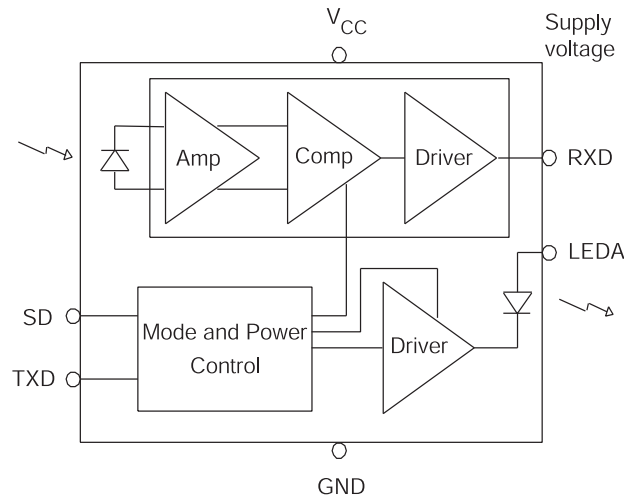 V_CC
Supply
voltage
Amp
Comp
Driver
RXD
LEDA
SD
Mode and Power
Control
Driver
TXD
GND